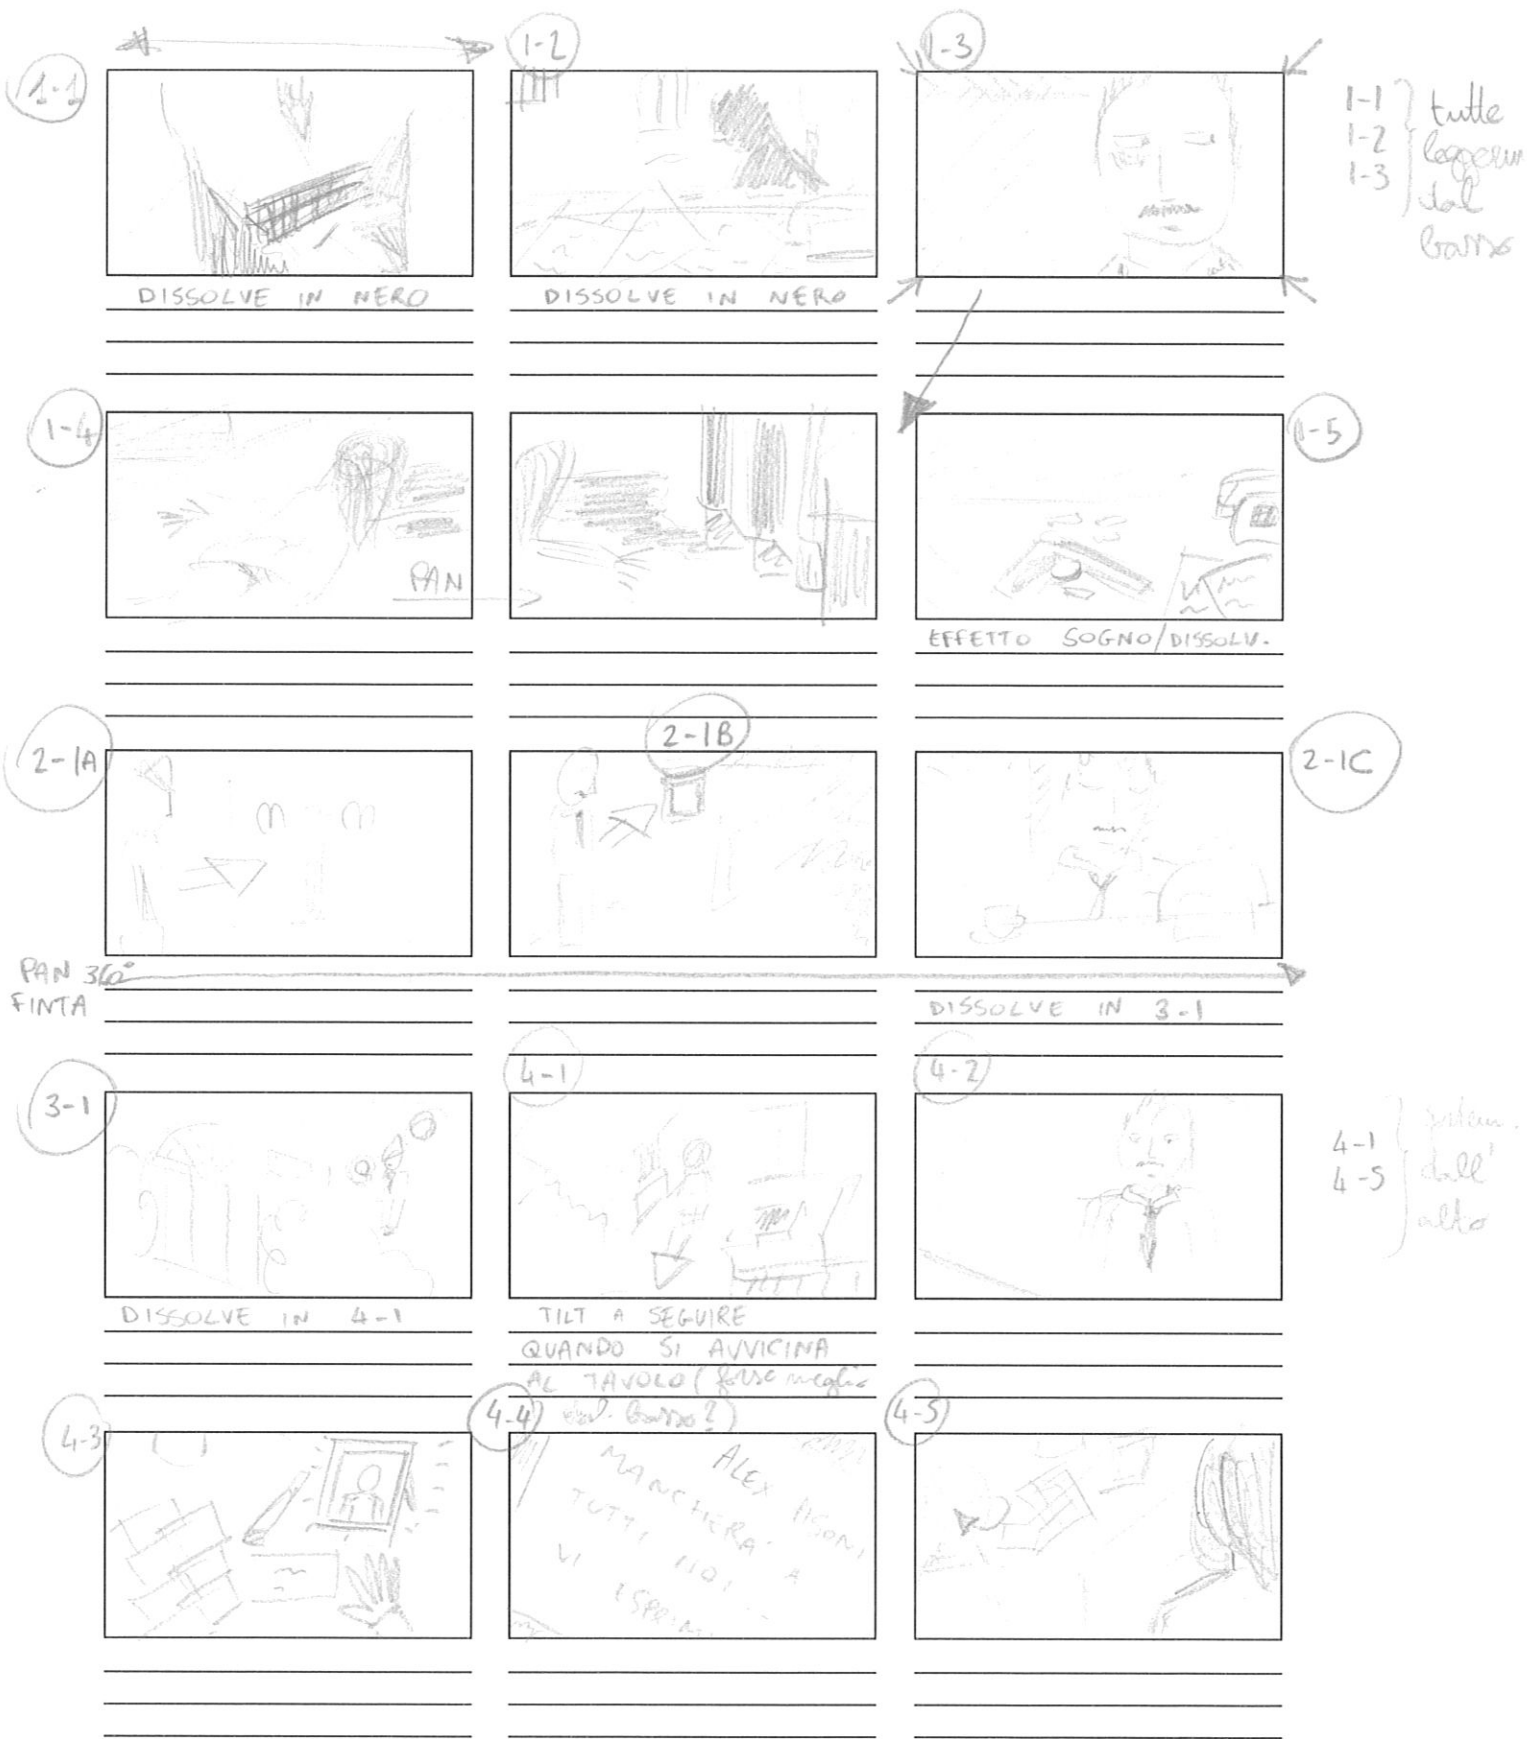 1-1
1-2
1-3
1-1
1-2
1-3
tutte
dal
basso
DISSOLVE IN NERO
DISSOLVE IN NERO
1-4
PAN
1-5
EFFETTO SOGNO/DISSOLV.
2-1A
2-1B
2-1C
PAN 360°
FINTA
DISSOLVE IN 3-1
3-1
4-1
4-2
4-1
4-5
dall'
alto
DISSOLVE IN 4-1
TILT A SEGUIRE
QUANDO SI AVVICINA
AL TAVOLO (forse meglio
dal basso?)
4-3
4-4
4-5
ALEX
MANCHERA' A
TUTTI NOI
VI